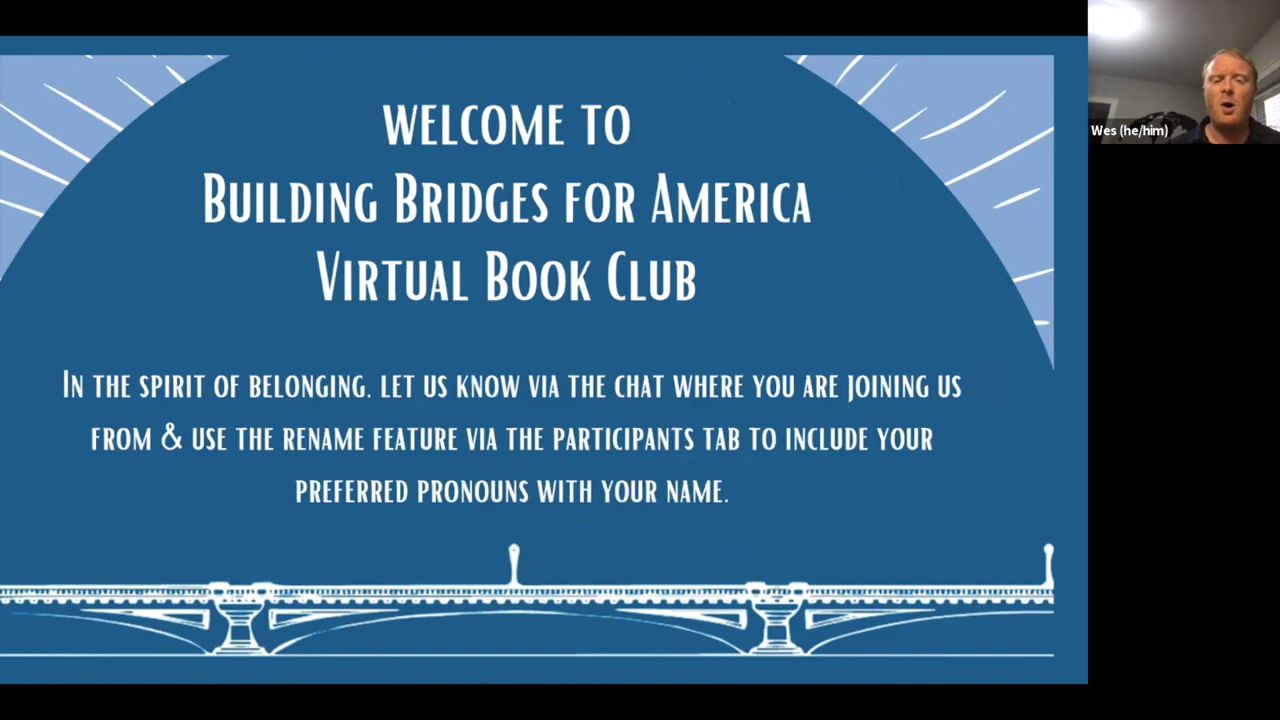 WELCOME TO
BUILDING BRIDGES FOR AMERICA
VIRTUAL BOOK CLUB
IN THE SPIRIT OF BELONGING. LET US KNOW VIA THE CHAT WHERE YOU ARE JOINING US
FROM & USE THE RENAME FEATURE VIA THE PARTICIPANTS TAB TO INCLUDE YOUR
PREFERRED PRONOUNS WITH YOUR NAME.
Wes (he/him)